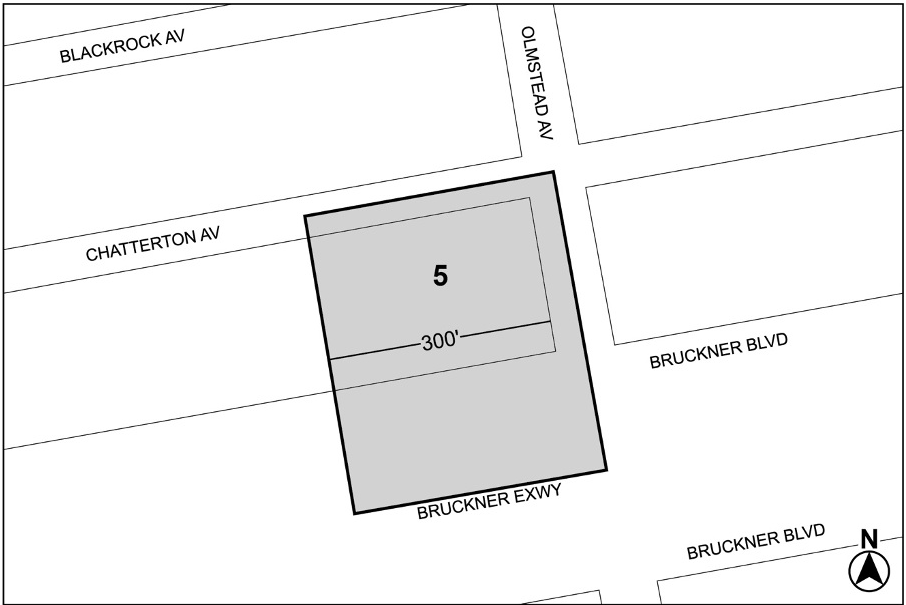 BLACKROCK AV
OLMSTEAD AV
CHATTERTON AV
5
300'
BRUCKNER BLVD
BRUCKNER EXWY
BRUCKNER BLVD
N